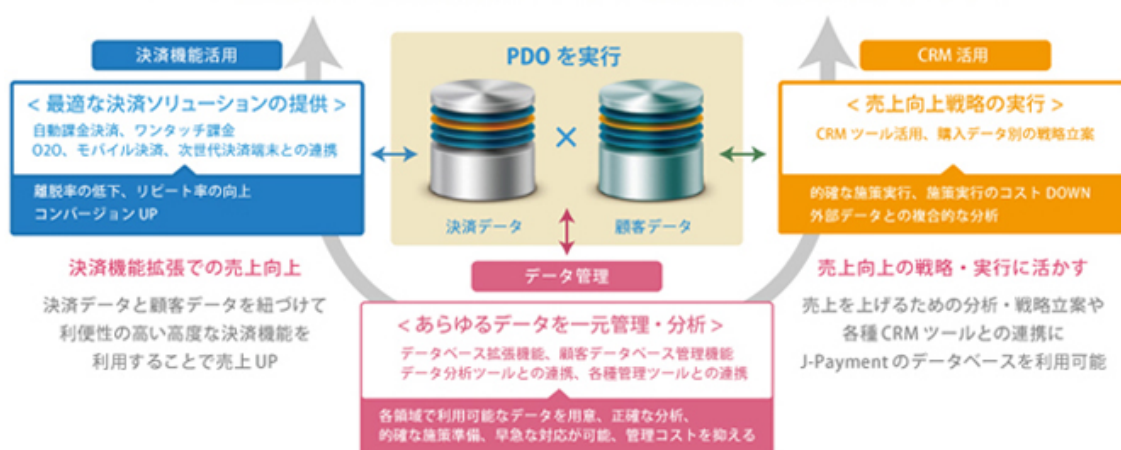 決済機能活用
< 最適な決済ソリューションの提供 >
自動課金決済、ワンタッチ課金
O2O、モバイル決済、次世代決済端末との連携
離脱率の低下、リピート率の向上
コンバージョン UP
決済機能拡張での売上向上
決済データと顧客データを紐づけて
利便性の高い高度な決済機能を
利用することで売上 UP
PDO を実行
×
決済データ
顧客データ
データ管理
< あらゆるデータを一元管理・分析 >
データベース拡張機能、顧客データベース管理機能
データ分析ツールとの連携、各種管理ツールとの連携
各領域で利用可能なデータを用意、正確な分析、
的確な施策準備、早急な対応が可能、管理コストを抑える
CRM 活用
< 売上向上戦略の実行 >
CRM ツール活用、購入データ別の戦略立案
的確な施策実行、施策実行のコスト DOWN
外部データとの複合的な分析
売上向上の戦略・実行に活かす
売上を上げるための分析・戦略立案や
各種 CRM ツールとの連携に
J-Payment のデータベースを利用可能